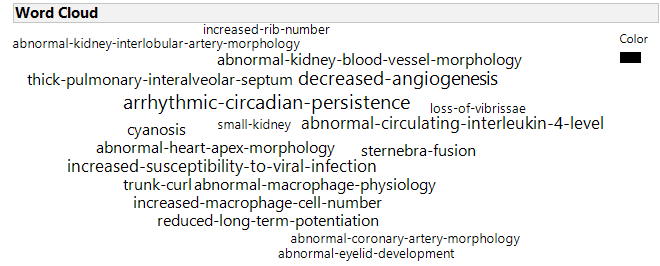 Word Cloud
increased-rib-number
Color
abnormal-kidney-interlobular-artery-morphology
abnormal-kidney-blood-vessel-morphology
thick-pulmonary-interalveolar-septum decreased-angiogenesis
arrhythmic-circadian-persistence loss-of-vibrissae
cyanosis small-kidney abnormal-circulating-interleukin-4-level
abnormal-heart-apex-morphology sternebra-fusion
increased-susceptibility-to-viral-infection
trunk-curl abnormal-macrophage-physiology
increased-macrophage-cell-number
reduced-long-term-potentiation
abnormal-coronary-artery-morphology
abnormal-eyelid-development